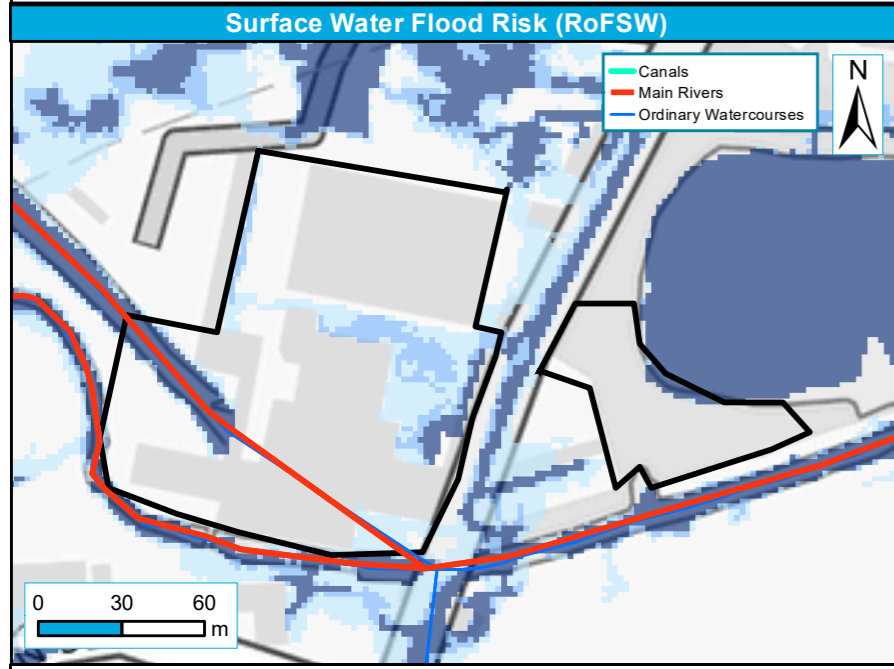 Surface Water Flood Risk (RoFSW)
Canals
Main Rivers
Ordinary Watercourses
N
0 30 60
m